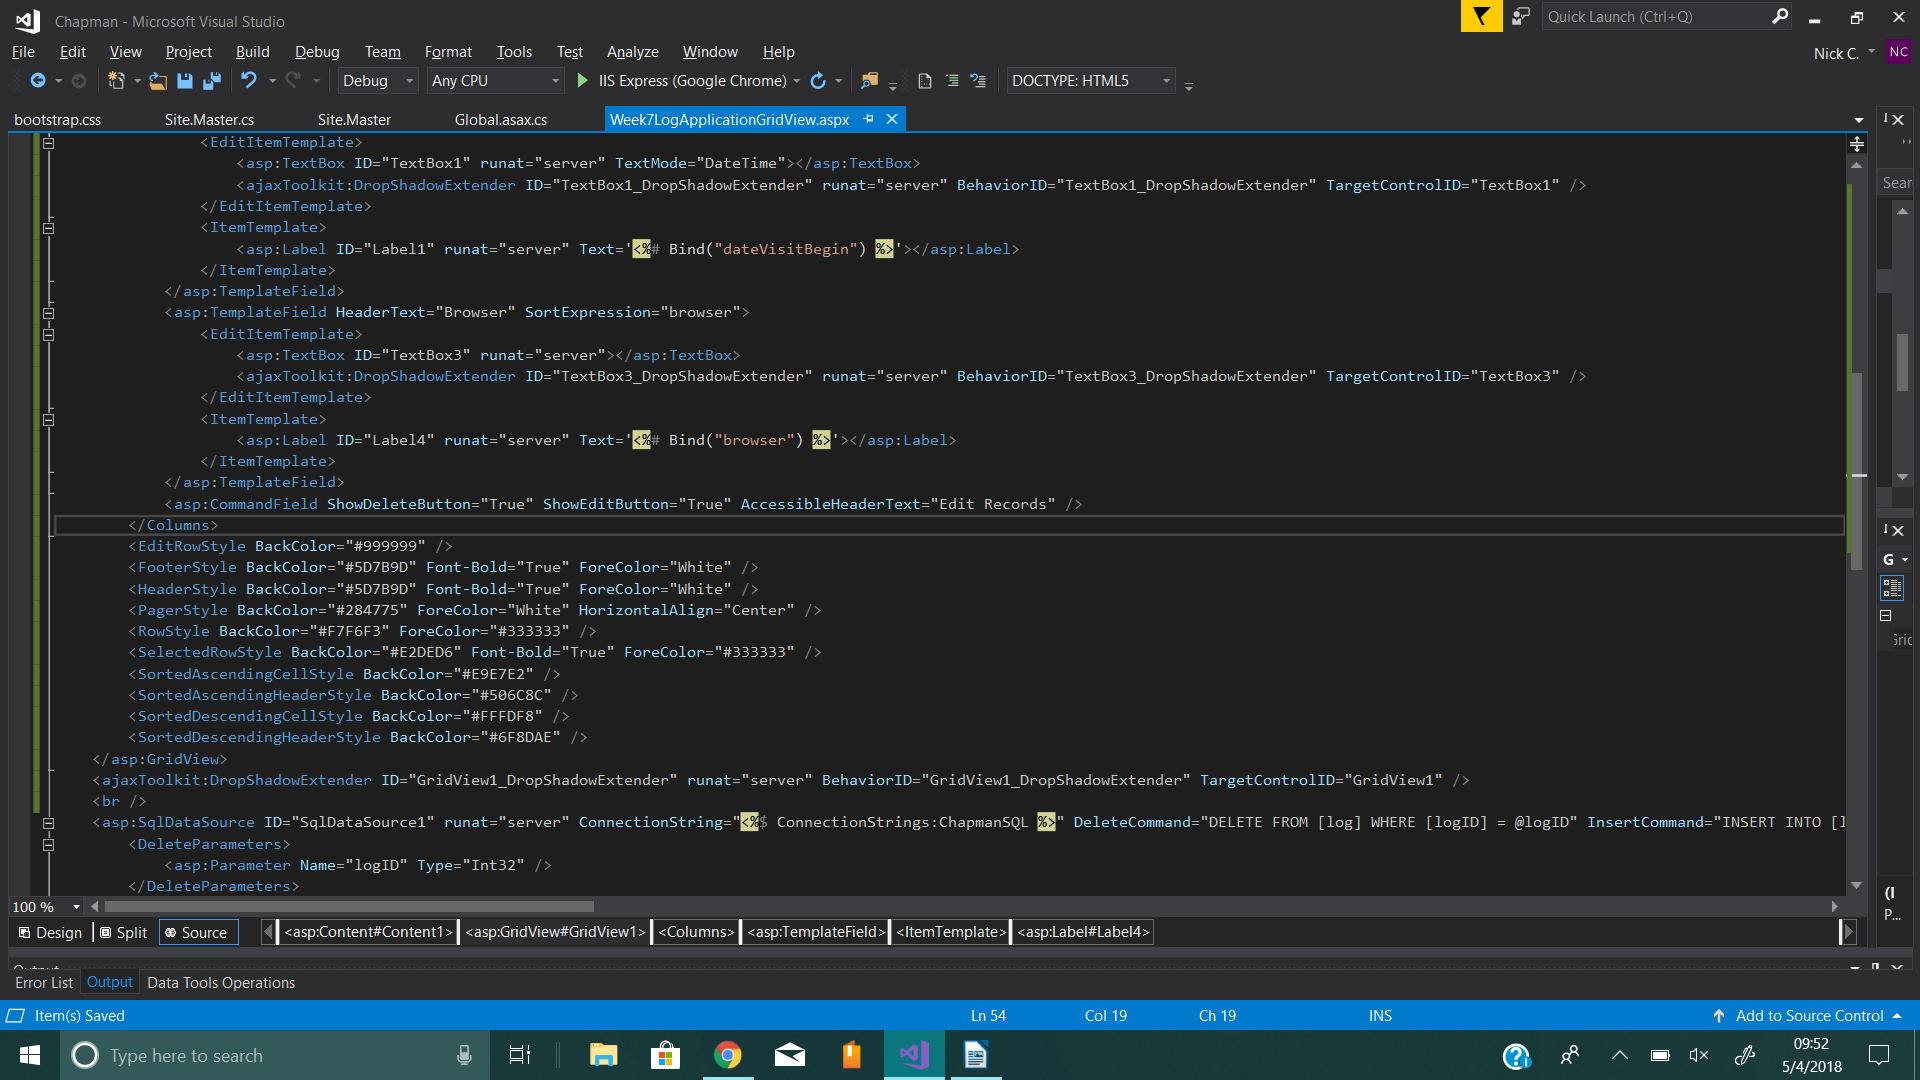 Chapman - Microsoft Visual Studio
Quick Launch (Ctrl+Q)
File Edit View Project Build Debug Team Format Tools Test Analyze Window Help
Nick C. NC
Debug Any CPU IIS Express (Google Chrome) DOCTYPE: HTML5
bootstrap.css Site.Master.cs Site.Master Global.asax.cs Week7LogApplicationGridView.aspx
<EditItemTemplate>
<asp:TextBox ID="TextBox1" runat="server" TextMode="DateTime"></asp:TextBox>
<ajaxToolkit:DropShadowExtender ID="TextBox1_DropShadowExtender" runat="server" BehaviorID="TextBox1_DropShadowExtender" TargetControlID="TextBox1" />
</EditItemTemplate>
<ItemTemplate>
<asp:Label ID="Label1" runat="server" Text='<%# Bind("dateVisitBegin") %>'></asp:Label>
</ItemTemplate>
</asp:TemplateField>
<asp:TemplateField HeaderText="Browser" SortExpression="browser">
<EditItemTemplate>
<asp:TextBox ID="TextBox3" runat="server"></asp:TextBox>
<ajaxToolkit:DropShadowExtender ID="TextBox3_DropShadowExtender" runat="server" BehaviorID="TextBox3_DropShadowExtender" TargetControlID="TextBox3" />
</EditItemTemplate>
<ItemTemplate>
<asp:Label ID="Label4" runat="server" Text='<%# Bind("browser") %>'></asp:Label>
</ItemTemplate>
</asp:TemplateField>
<asp:CommandField ShowDeleteButton="True" ShowEditButton="True" AccessibleHeaderText="Edit Records" />
</Columns>
<EditRowStyle BackColor="#999999" />
<FooterStyle BackColor="#5D7B9D" Font-Bold="True" ForeColor="White" />
<HeaderStyle BackColor="#5D7B9D" Font-Bold="True" ForeColor="White" />
<PagerStyle BackColor="#284775" ForeColor="White" HorizontalAlign="Center" />
<RowStyle BackColor="#F7F6F3" ForeColor="#333333" />
<SelectedRowStyle BackColor="#E2DED6" Font-Bold="True" ForeColor="#333333" />
<SortedAscendingCellStyle BackColor="#E9E7E2" />
<SortedAscendingHeaderStyle BackColor="#506C8C" />
<SortedDescendingCellStyle BackColor="#FFFDF8" />
<SortedDescendingHeaderStyle BackColor="#6F8DAE" />
</asp:GridView>
<ajaxToolkit:DropShadowExtender ID="GridView1_DropShadowExtender" runat="server" BehaviorID="GridView1_DropShadowExtender" TargetControlID="GridView1" />
<br />
<asp:SqlDataSource ID="SqlDataSource1" runat="server" ConnectionString="<%$ ConnectionStrings:ChapmanSQL %>" DeleteCommand="DELETE FROM [log] WHERE [logID] = @logID" InsertCommand="INSERT INTO [l
<DeleteParameters>
<asp:Parameter Name="logID" Type="Int32" />
</DeleteParameters>
Sear
G
Grid
(I
P...
100 %
Design Split Source <asp:Content#Content1> <asp:GridView#GridView1> <Columns> <asp:TemplateField> <ItemTemplate> <asp:Label#Label4>
Output
Error List Output Data Tools Operations
Item(s) Saved Ln 54 Col 19 Ch 19 INS Add to Source Control
Type here to search
09:52
5/4/2018